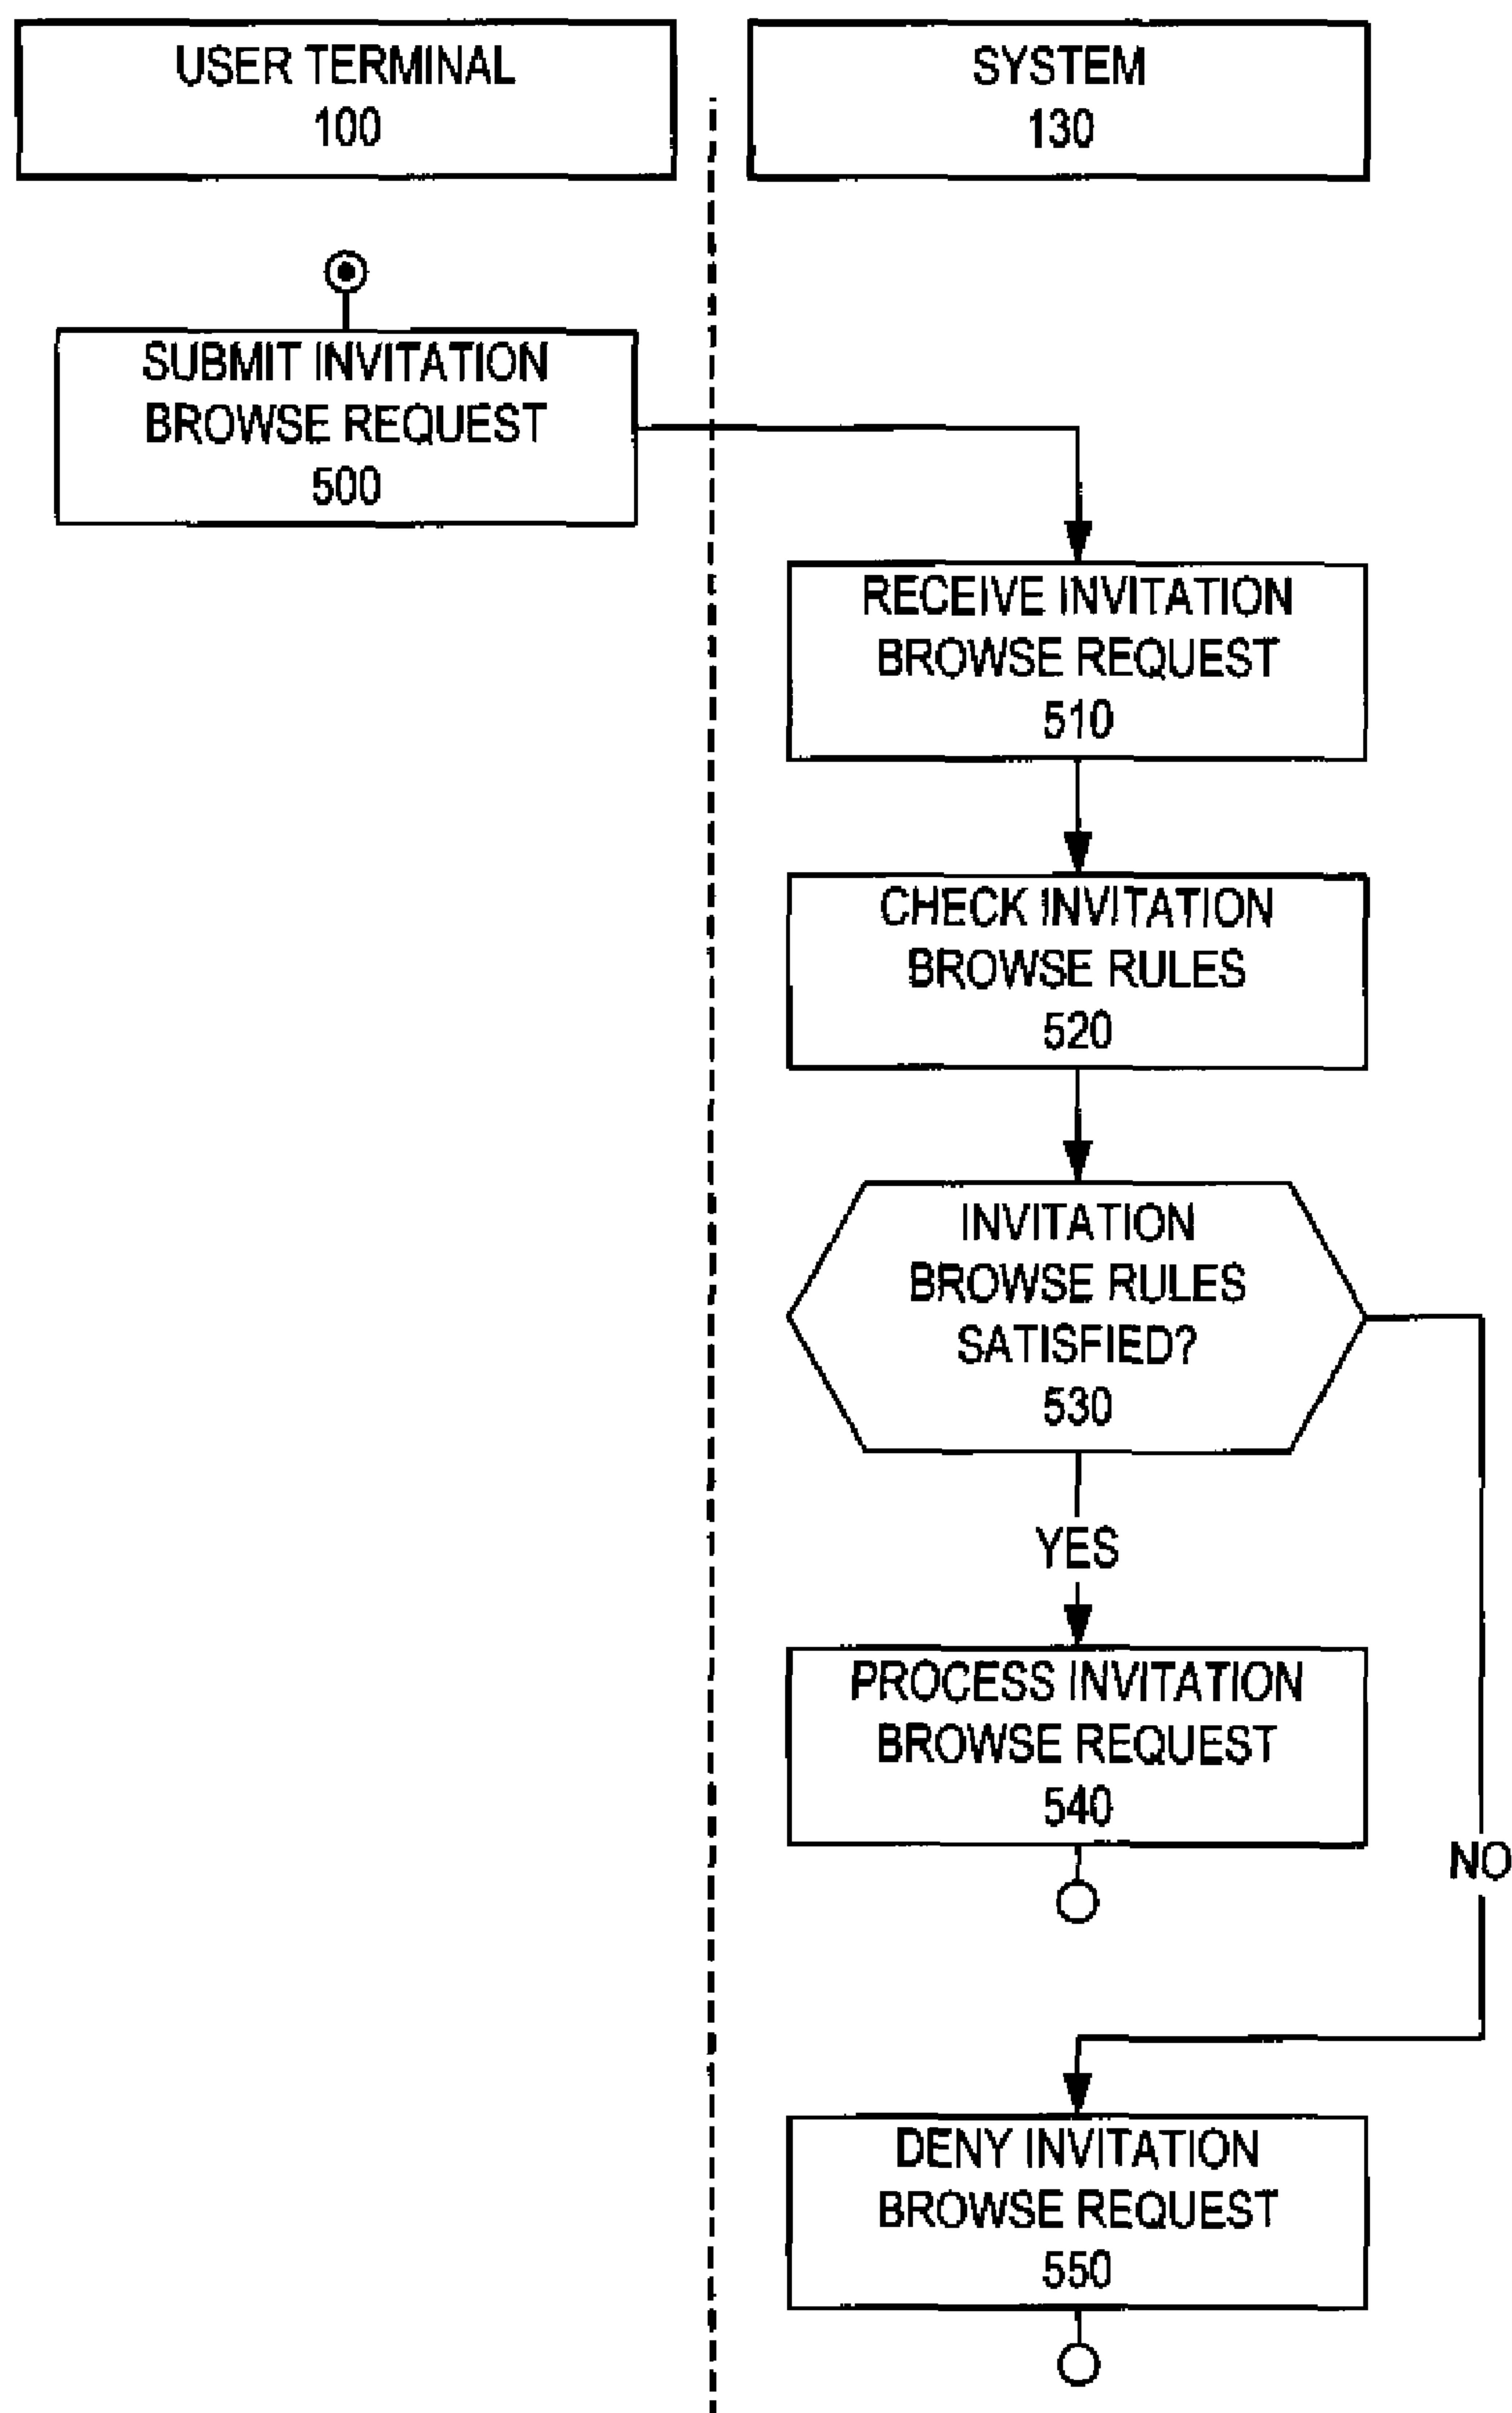 USER TERMINAL
100
SYSTEM
130
SUBMIT INVITATION
BROWSE REQUEST
500
RECEIVE INVITATION
BROWSE REQUEST
510
CHECK INVITATION
BROWSE RULES
520
INVITATION
BROWSE RULES
SATISFIED?
530
YES
PROCESS INVITATION
BROWSE REQUEST
540
NO
DENY INVITATION
BROWSE REQUEST
550